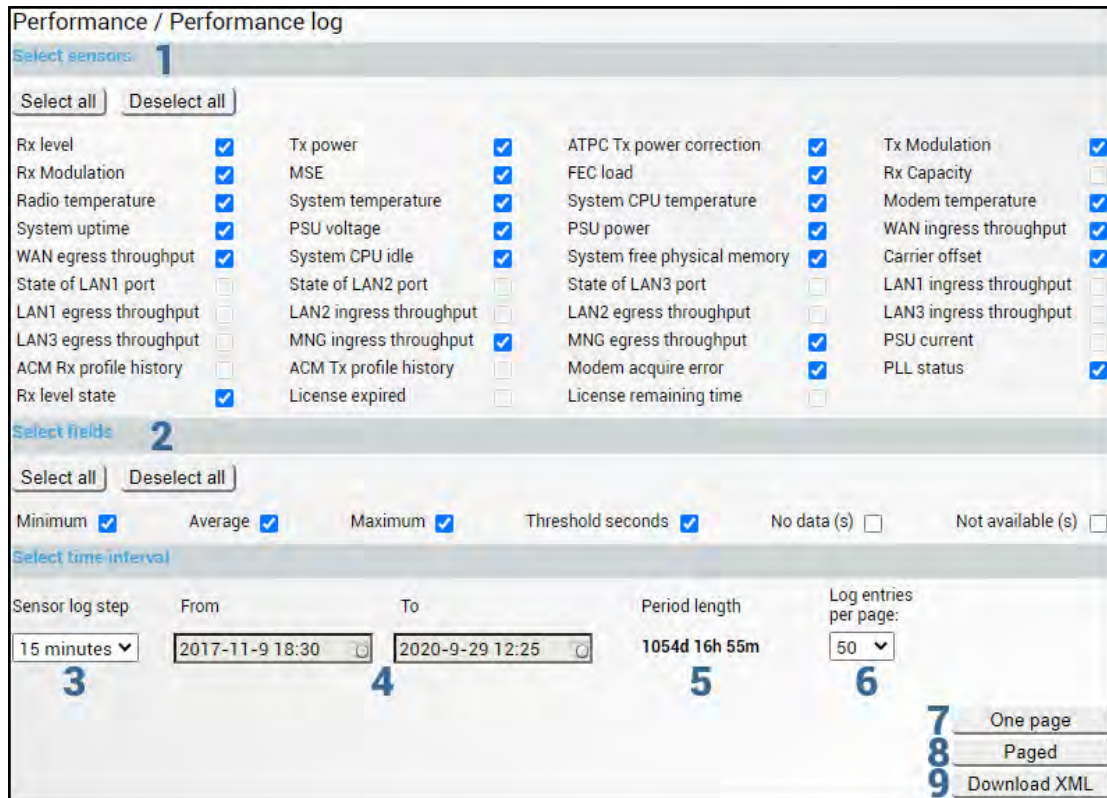 Performance / Performance log
Select sensors 1
Select all Deselect all
Rx level Tx power ATPC Tx power correction Tx Modulation
Rx Modulation MSE FEC load Rx Capacity
Radio temperature System temperature System CPU temperature Modem temperature
System uptime PSU voltage PSU power WAN ingress throughput
WAN egress throughput System CPU idle System free physical memory Carrier offset
State of LAN1 port State of LAN2 port State of LAN3 port LAN1 ingress throughput
LAN1 egress throughput LAN2 ingress throughput LAN2 egress throughput LAN3 ingress throughput
LAN3 egress throughput MNG ingress throughput MNG egress throughput PSU current
ACM Rx profile history ACM Tx profile history Modem acquire error PLL status
Rx level state License expired License remaining time
Select fields 2
Select all Deselect all
Minimum Average Maximum Threshold seconds No data (s) Not available (s)
Select time interval
Sensor log step From To Period length Log entries
per page:
15 minutes 2017-11-9 18:30 2020-9-29 12:25 1054d 16h 55m 50
3 4 5 6
7 One page
8 Paged
9 Download XML